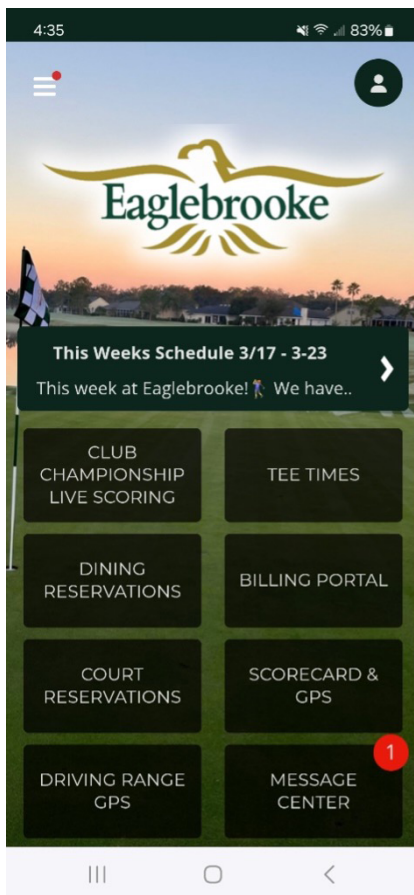 4:35
83%
Eaglebrooke
This Weeks Schedule 3/17 - 3-23
This week at Eaglebrooke!🏌️ We have..
CLUB
CHAMPIONSHIP
LIVE SCORING
TEE TIMES
DINING
RESERVATIONS
BILLING PORTAL
COURT
RESERVATIONS
SCORECARD &
GPS
DRIVING RANGE
GPS
1
MESSAGE
CENTER